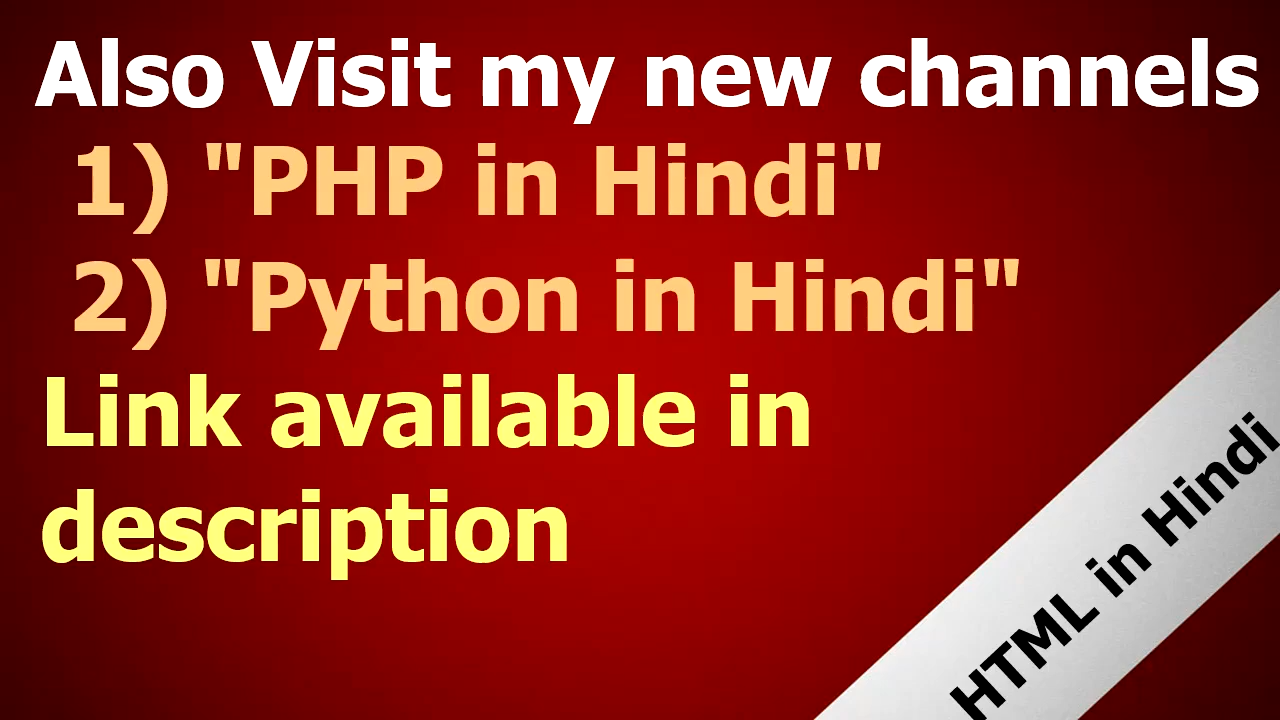 Also Visit my new channels
1) "PHP in Hindi"
2) "Python in Hindi"
Link available in
description
HTML in Hindi